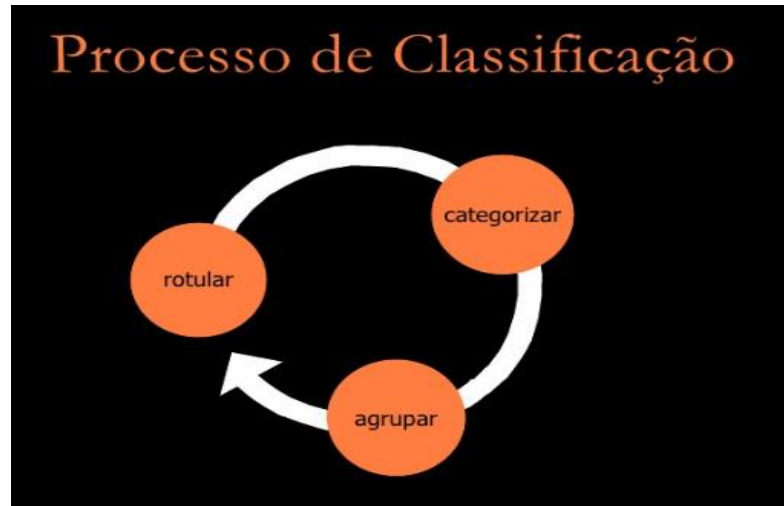 Processo de Classificação
categorizar
rotular
agrupar